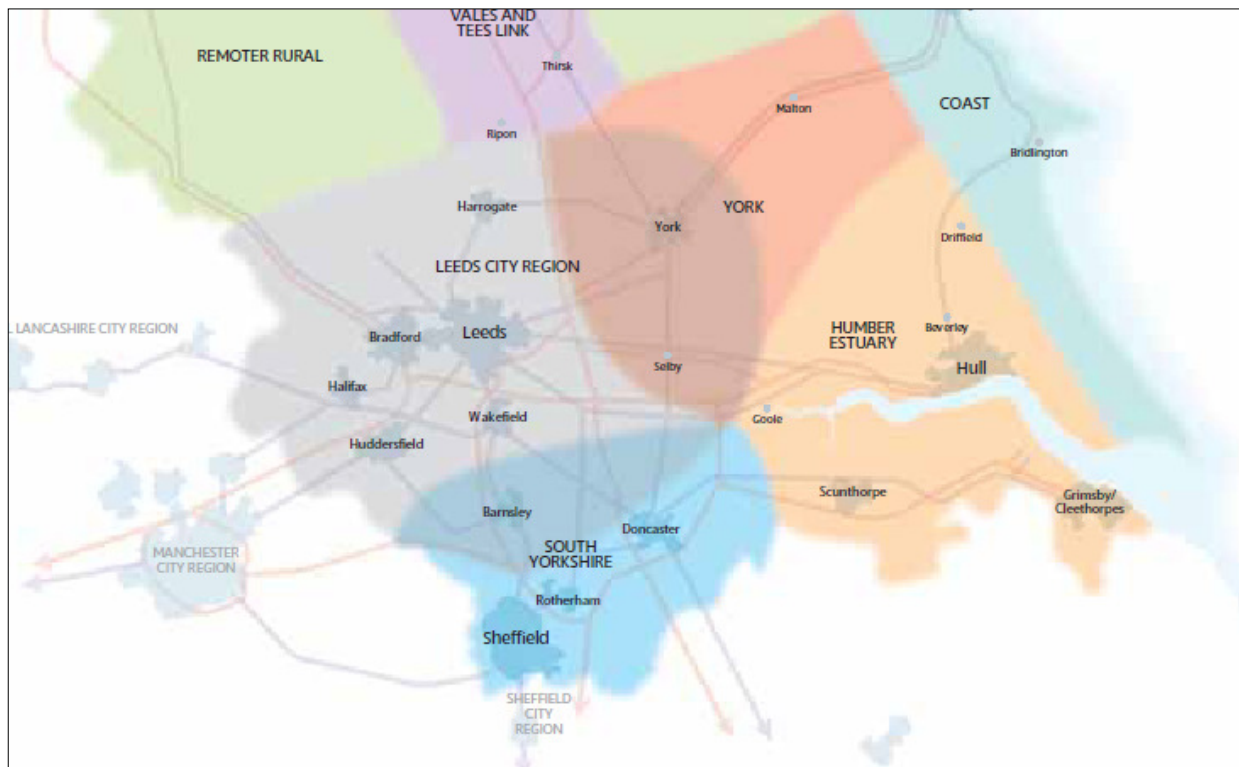 VALES AND
TEES LINK
REMOTER RURAL
Thirsk
Malton
COAST
Ripon
Bridlington
Harrogate
YORK
York
Driffield
LEEDS CITY REGION
LANCASHIRE CITY REGION
Bradford
Leeds
HUMBER
ESTUARY
Beverley
Selby
Hull
Halifax
Wakefield
Goole
Huddersfield
Scunthorpe
Grimsby/
Cleethorpes
Barnsley
Doncaster
MANCHESTER
CITY REGION
SOUTH
YORKSHIRE
Rotherham
Sheffield
SHEFFIELD
CITY
REGION